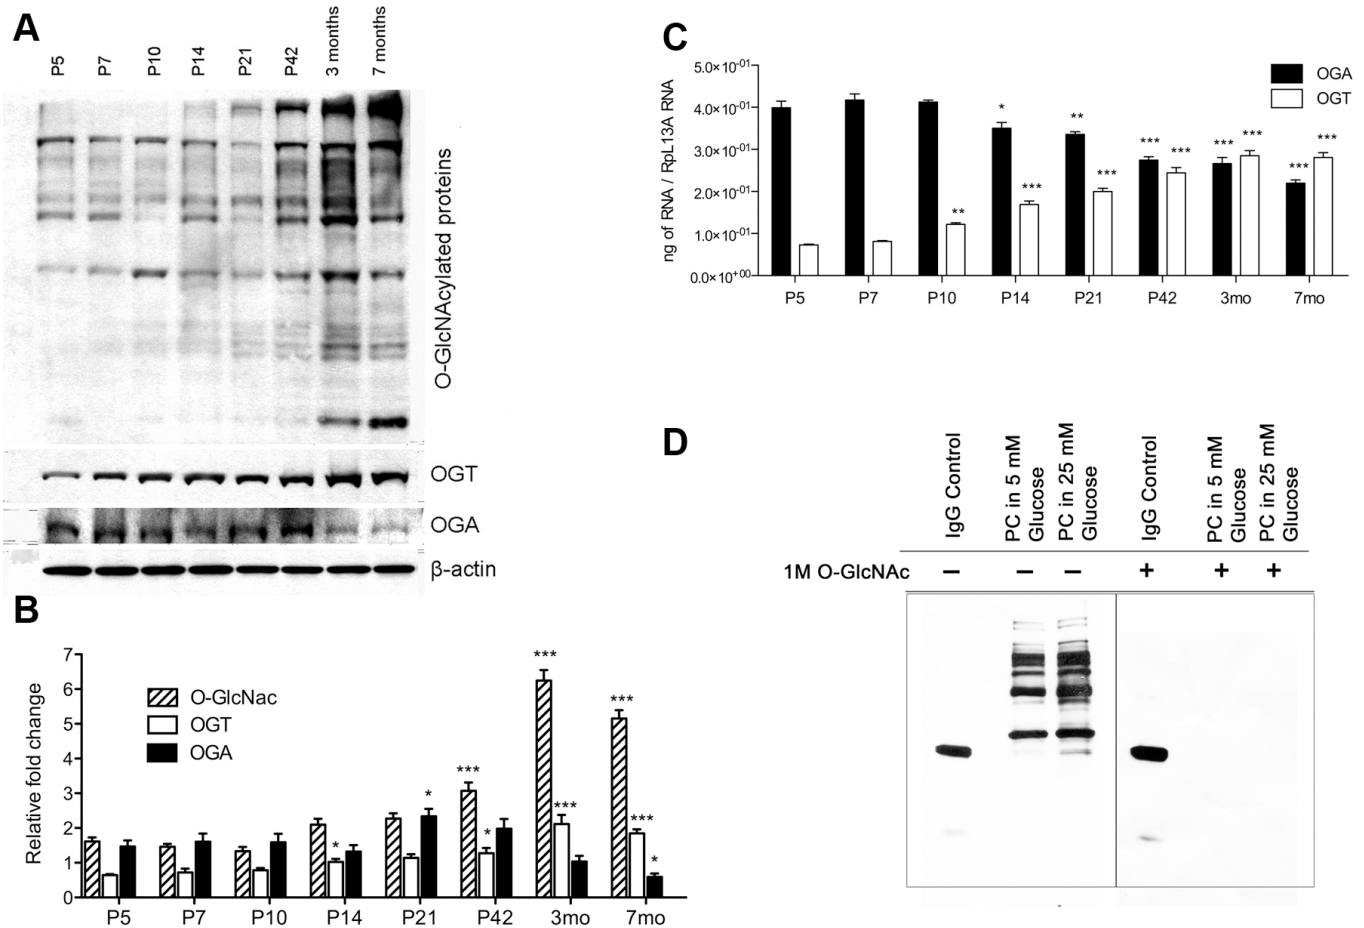 A
P5
P7
P10
P14
P21
P42
3 months
7 months
O-GlcNAcylated proteins
OGT
OGA
β-actin
B
Relative fold change
7
6
5
4
3
2
1
0
O-GlcNac
OGT
OGA
***
***
***
*
*
*
***
***
*
P5
P7
P10
P14
P21
P42
3mo
7mo
C
ng of RNA / RpL13A RNA
5.0×10⁻⁰¹
4.0×10⁻⁰¹
3.0×10⁻⁰¹
2.0×10⁻⁰¹
1.0×10⁻⁰¹
0.0×10⁺⁰⁰
OGA
OGT
**
*
***
**
***
***
***
***
***
***
***
P5
P7
P10
P14
P21
P42
3mo
7mo
D
IgG Control
PC in 5 mM
Glucose
PC in 25 mM
Glucose
IgG Control
PC in 5 mM
Glucose
PC in 25 mM
Glucose
1M O-GlcNAc − − − + + +